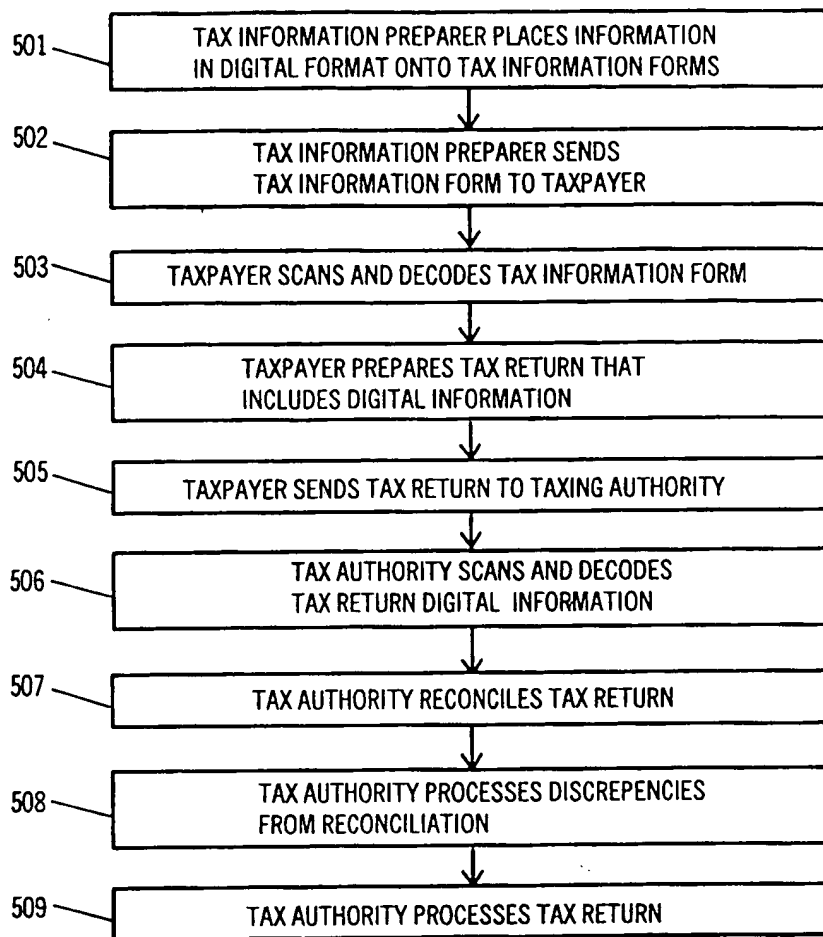 501
TAX INFORMATION PREPARER PLACES INFORMATION
IN DIGITAL FORMAT ONTO TAX INFORMATION FORMS
502
TAX INFORMATION PREPARER SENDS
TAX INFORMATION FORM TO TAXPAYER
503
TAXPAYER SCANS AND DECODES TAX INFORMATION FORM
504
TAXPAYER PREPARES TAX RETURN THAT
INCLUDES DIGITAL INFORMATION
505
TAXPAYER SENDS TAX RETURN TO TAXING AUTHORITY
506
TAX AUTHORITY SCANS AND DECODES
TAX RETURN DIGITAL INFORMATION
507
TAX AUTHORITY RECONCILES TAX RETURN
508
TAX AUTHORITY PROCESSES DISCREPENCIES
FROM RECONCILIATION
509
TAX AUTHORITY PROCESSES TAX RETURN